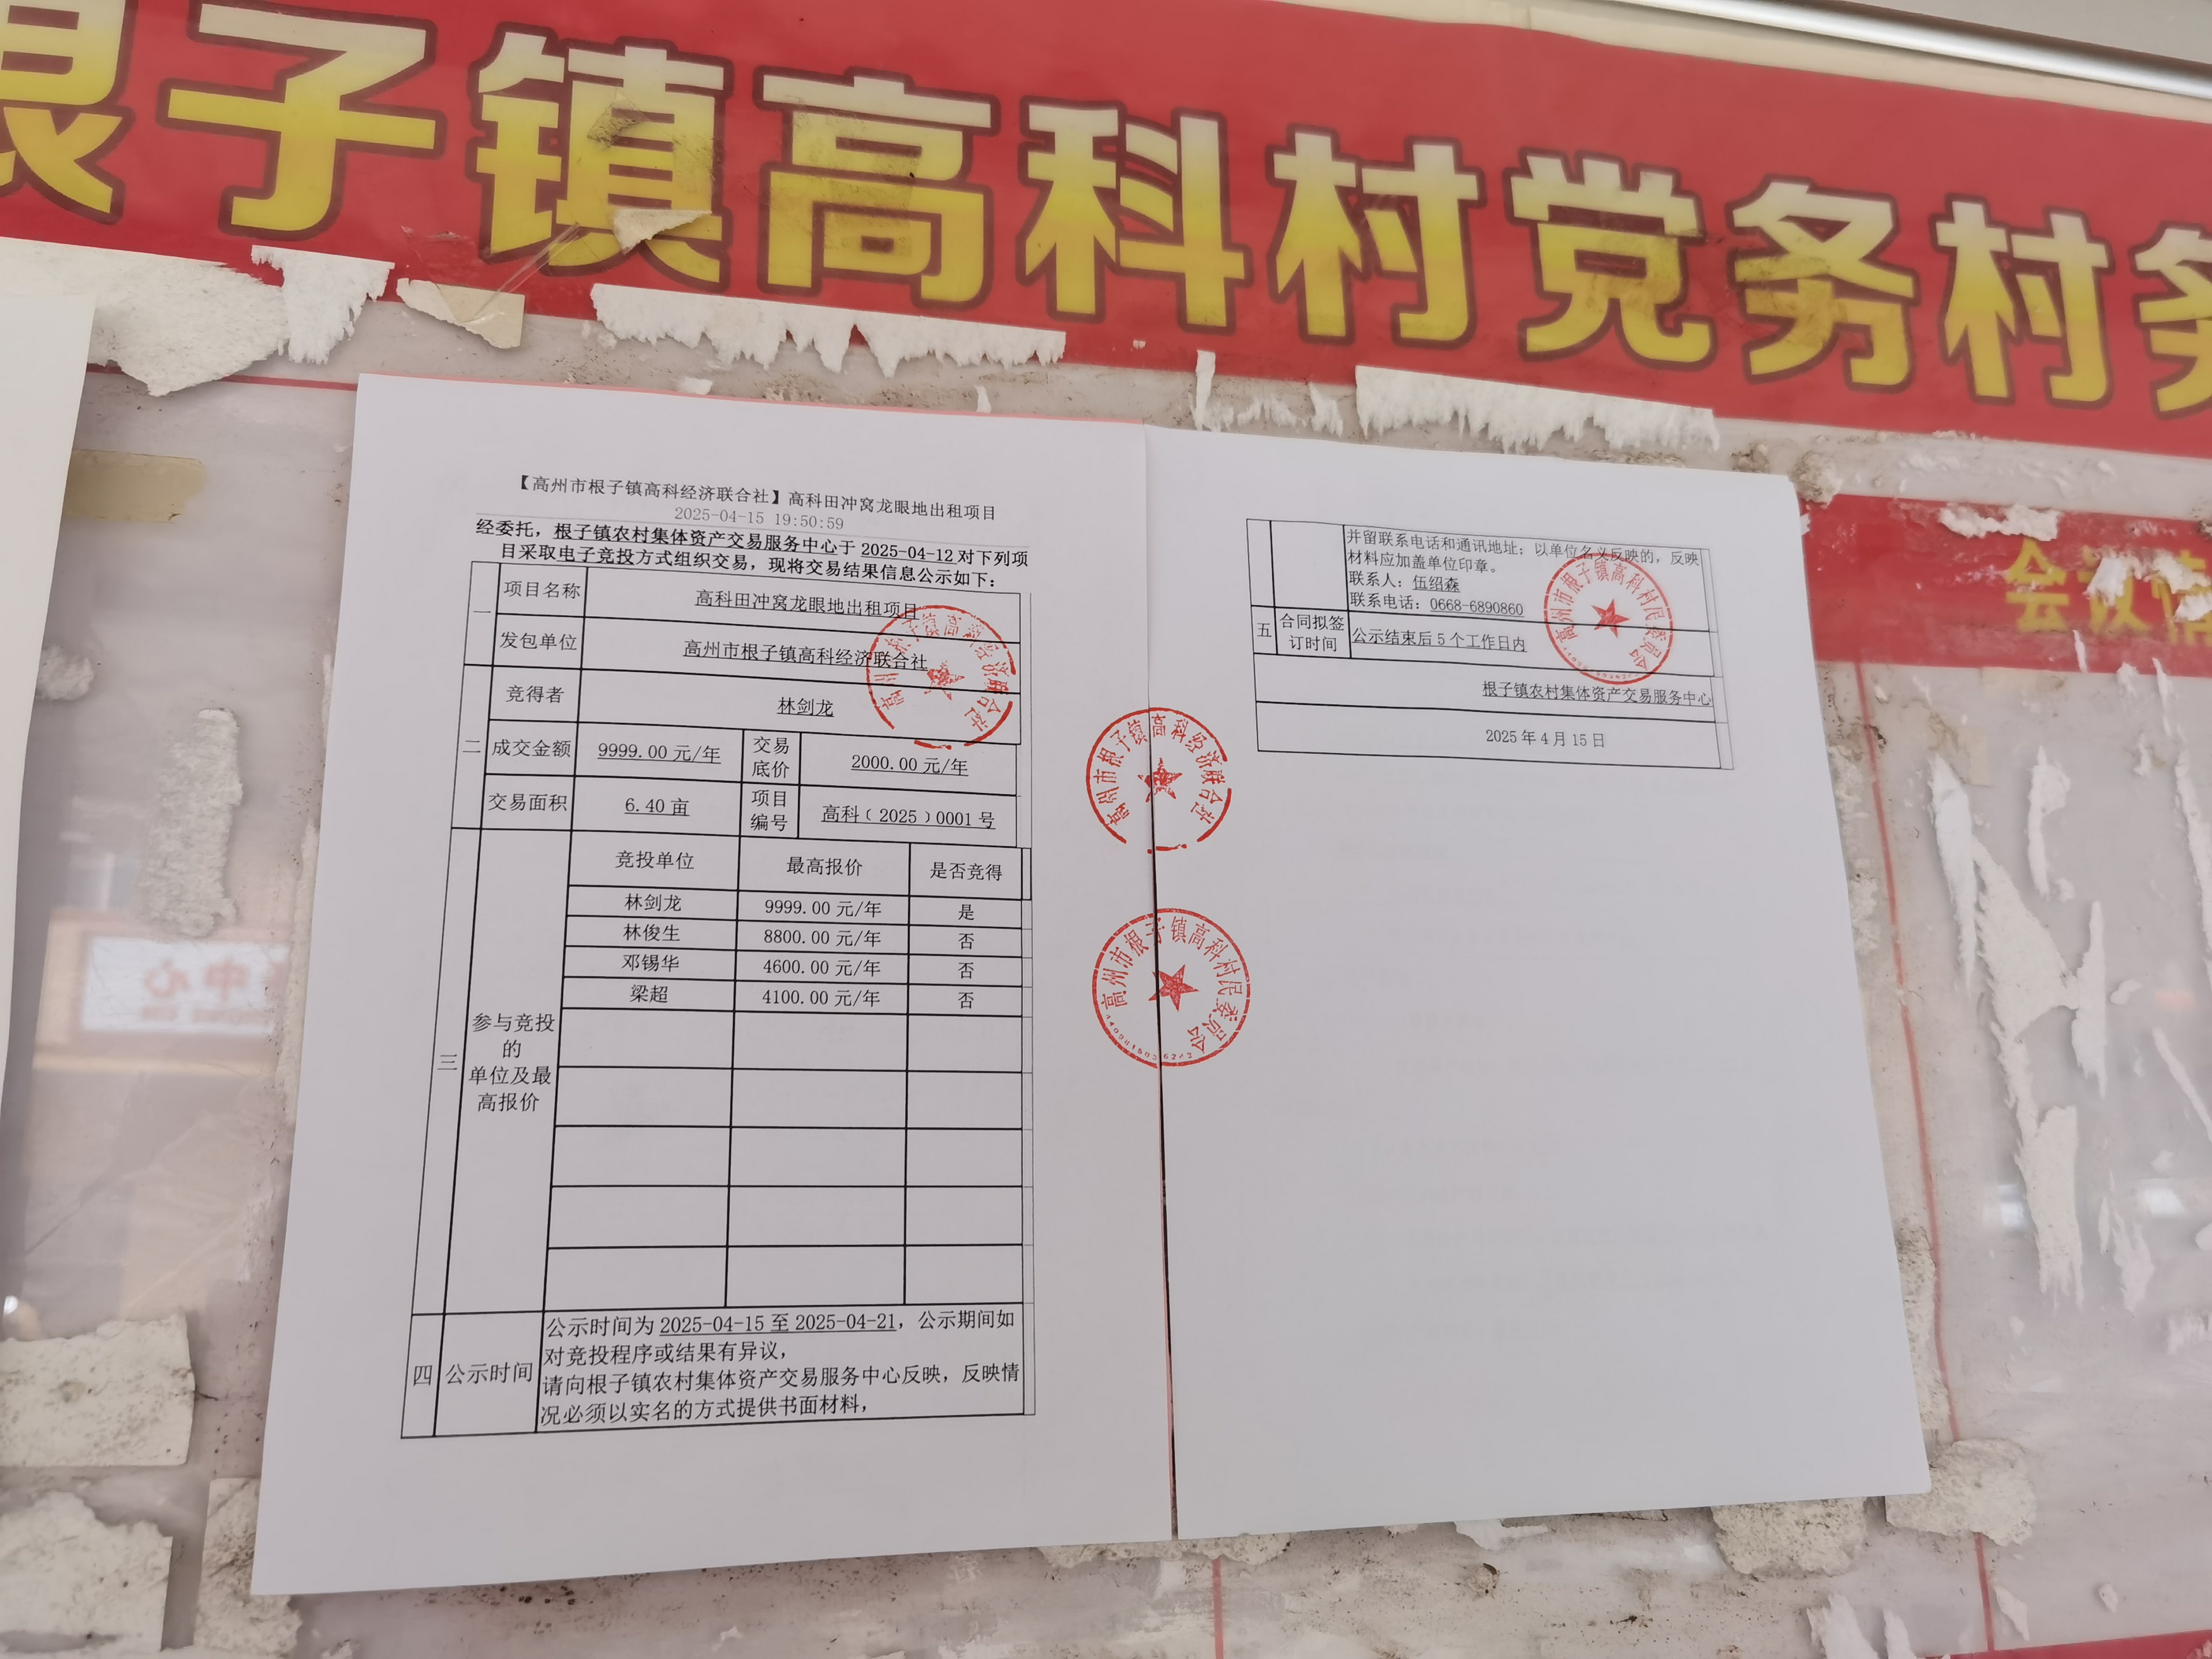 根子镇高科村党务村务
会议情
【高州市根子镇高科经济联合社】高科田冲窝龙眼地出租项目
2025-04-15 19:50:59
经委托，根子镇农村集体资产交易服务中心于 2025-04-12 对下列项
目采取电子竞投方式组织交易，现将交易结果信息公示如下：
一 项目名称 高科田冲窝龙眼地出租项目
发包单位 高州市根子镇高科经济联合社
二 竞得者 林剑龙
成交金额 9999.00 元/年 交易底价 2000.00 元/年
交易面积 6.40 亩 项目编号 高科﹝2025﹞0001 号
三 参与竞投的单位及最高报价
竞投单位 最高报价 是否竞得
林剑龙 9999.00 元/年 是
林俊生 8800.00 元/年 否
邓锡华 4600.00 元/年 否
梁超 4100.00 元/年 否
四 公示时间 公示时间为 2025-04-15 至 2025-04-21，公示期间如
对竞投程序或结果有异议，
请向根子镇农村集体资产交易服务中心反映，反映情
况必须以实名的方式提供书面材料，
并留联系电话和通讯地址；以单位名义反映的，反映
材料应加盖单位印章。
联系人：伍绍森
联系电话：0668-6890860
五 合同拟签订时间 公示结束后 5 个工作日内
根子镇农村集体资产交易服务中心
2025 年 4 月 15 日
高州市根子镇高科经济联合社
高州市根子镇高科经济联合社
高州市根子镇高科村民委员会
高州市根子镇高科村民委员会